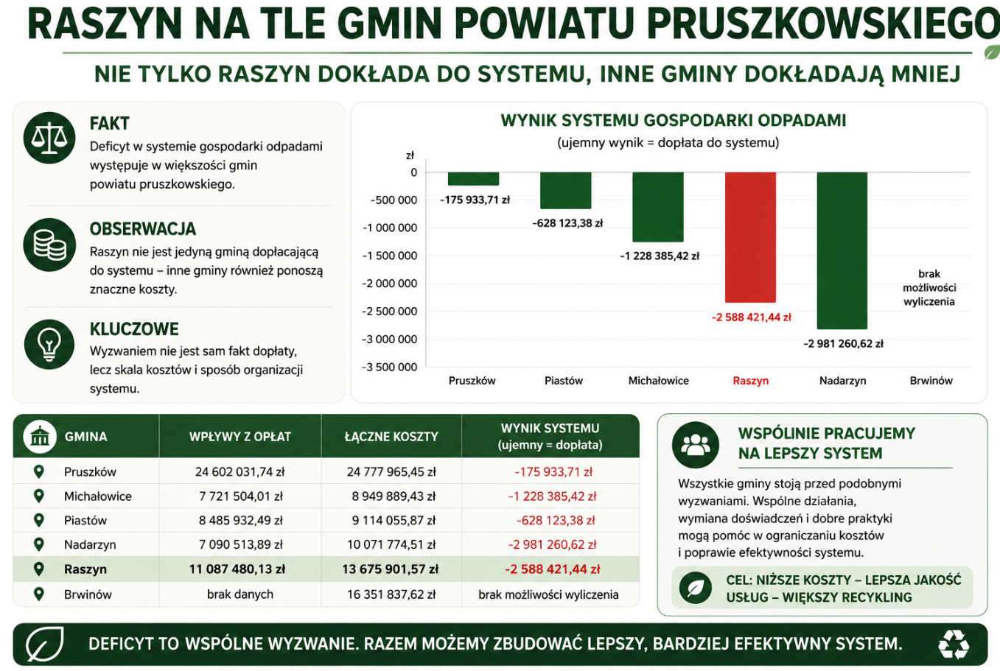 RASZYN NA TLE GMIN POWIATU PRUSZKOWSKIEGO
NIE TYLKO RASZYN DOKŁADA DO SYSTEMU, INNE GMINY DOKŁADAJĄ MNIEJ
FAKT
Deficyt w systemie gospodarki odpadami
występuje w większości gmin
powiatu pruszkowskiego.
OBSERWACJA
Raszyn nie jest jedyną gminą dopłacającą
do systemu – inne gminy również ponoszą
znaczne koszty.
KLUCZOWE
Wyzwaniem nie jest sam fakt dopłaty,
lecz skala kosztów i sposób organizacji
systemu.
WYNIK SYSTEMU GOSPODARKI ODPADAMI
(ujemny wynik = dopłata do systemu)
zł
0
-500 000
-1 000 000
-1 500 000
-2 000 000
-2 500 000
-3 000 000
-3 500 000
-175 933,71 zł
-628 123,38 zł
-1 228 385,42 zł
-2 588 421,44 zł
-2 981 260,62 zł
brak
możliwości
wyliczenia
Pruszków Piastów Michałowice Raszyn Nadarzyn Brwinów
GMINA WPŁYWY Z OPŁAT ŁĄCZNE KOSZTY WYNIK SYSTEMU
(ujemny = dopłata)
Pruszków 24 602 031,74 zł 24 777 965,45 zł -175 933,71 zł
Michałowice 7 721 504,01 zł 8 949 889,43 zł -1 228 385,42 zł
Piastów 8 485 932,49 zł 9 114 055,87 zł -628 123,38 zł
Nadarzyn 7 090 513,89 zł 10 071 774,51 zł -2 981 260,62 zł
Raszyn 11 087 480,13 zł 13 675 901,57 zł -2 588 421,44 zł
Brwinów brak danych 16 351 837,62 zł brak możliwości wyliczenia
WSPÓLINIE PRACUJEMY
NA LEPSZY SYSTEM
Wszystkie gminy stoją przed podobnymi
wyzwaniami. Wspólne działania,
wymiana doświadczeń i dobre praktyki
mogą pomóc w ograniczaniu kosztów
i poprawie efektywności systemu.
CEL: NIŻSZE KOSZTY – LEPSZA JAKOŚĆ
USŁUG – WIĘKSZY RECYKLING
DEFICYT TO WSPÓLNE WYZWANIE. RAZEM MOŻEMY ZBUDOWAĆ LEPSZY, BARDZIEJ EFEKTYWNY SYSTEM.